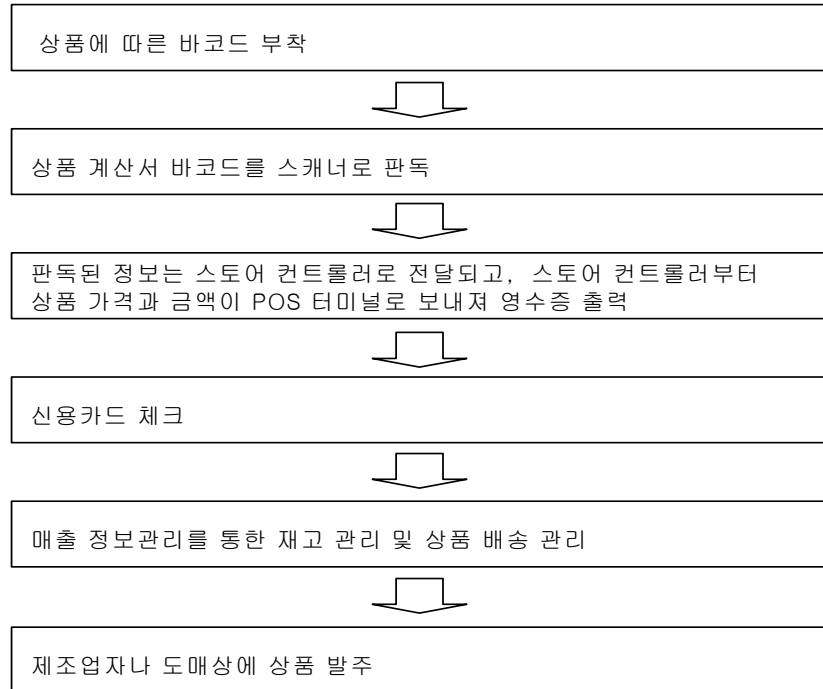 상품에 따른 바코드 부착
상품 계산서 바코드를 스캐너로 판독
판독된 정보는 스토어 컨트롤러로 전달되고, 스토어 컨트롤러부터
상품 가격과 금액이 POS 터미널로 보내져 영수증 출력
신용카드 체크
매출 정보관리를 통한 재고 관리 및 상품 배송 관리
제조업자나 도매상에 상품 발주